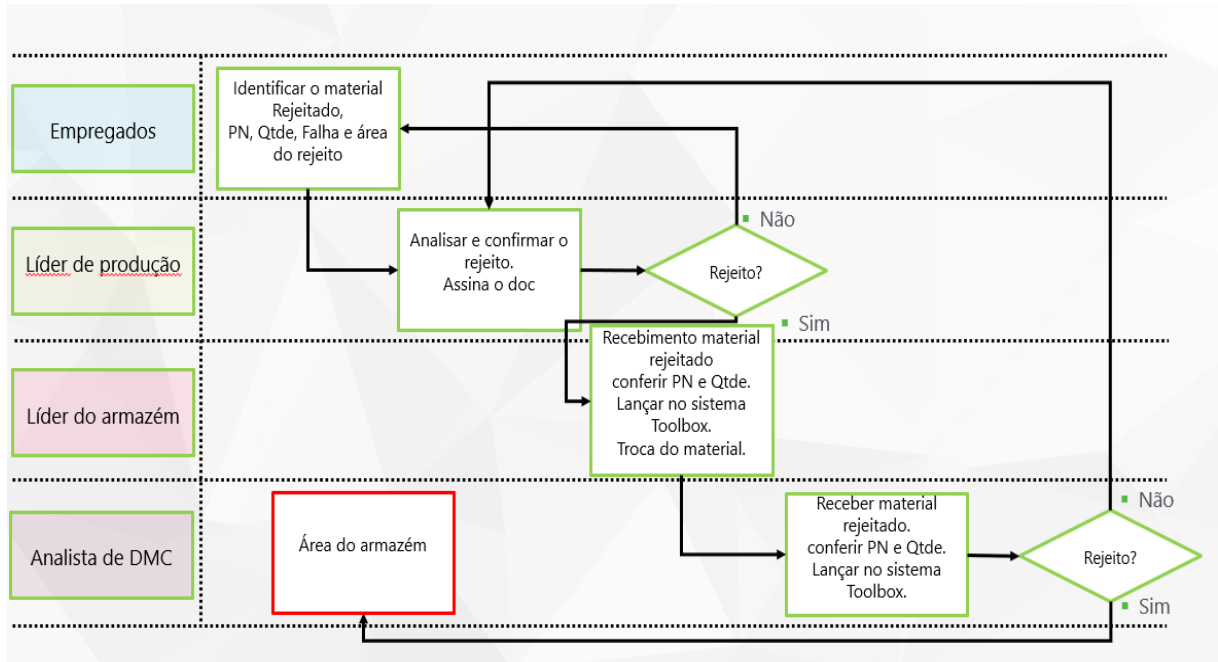 Empregados
Identificar o material
Rejeitado,
PN, Qtde, Falha e área
do rejeito
Líder de produção
Analisar e confirmar o
rejeito.
Assina o doc
Rejeito?
Não
Sim
Líder do armazém
Recebimento material
rejeitado
conferir PN e Qtde.
Lançar no sistema
Toolbox.
Troca do material.
Analista de DMC
Área do armazém
Receber material
rejeitado.
conferir PN e Qtde.
Lançar no sistema
Toolbox.
Rejeito?
Não
Sim